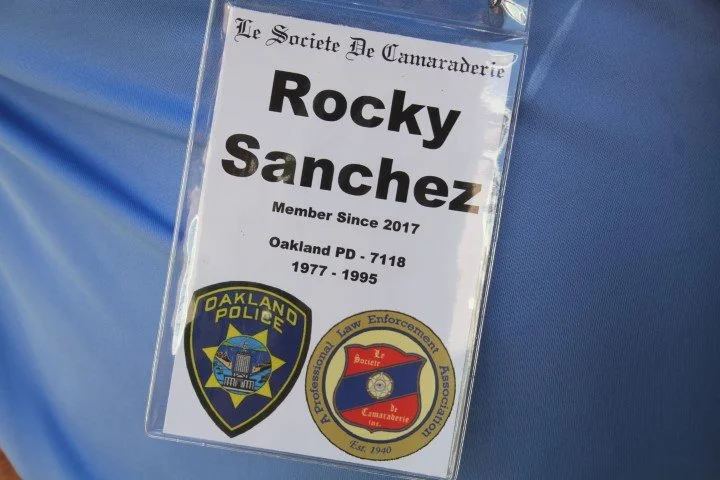 Le Societe De Camaraderie
Rocky
Sanchez
Member Since 2017
Oakland PD - 7118
1977 - 1995
OAKLAND
POLICE
A Professional Law Enforcement Association
Le
Societe
de
Camaraderie
Inc.
Est. 1940